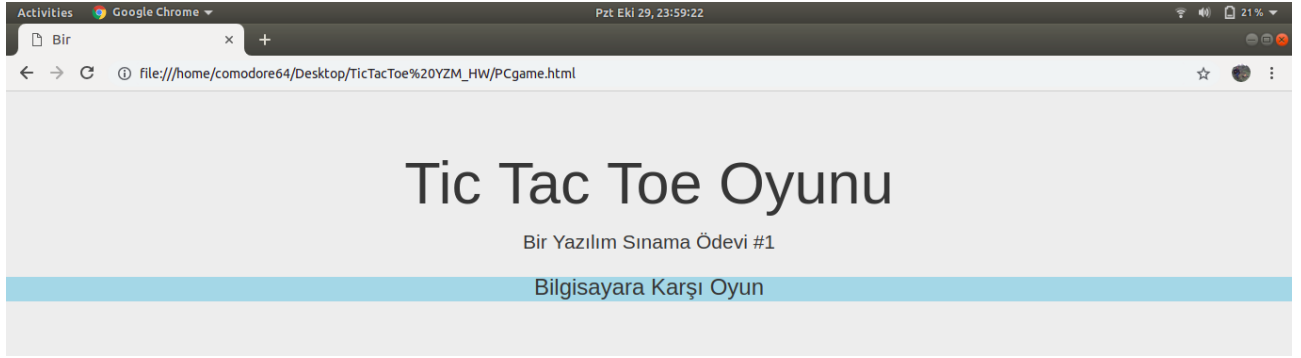 Activities Google Chrome Pzt Eki 29, 23:59:22 21 %
Bir
file:///home/comodore64/Desktop/TicTacToe%20YZM_HW/PCgame.html
Tic Tac Toe Oyunu
Bir Yazılım Sınama Ödevi #1
Bilgisayara Karşı Oyun